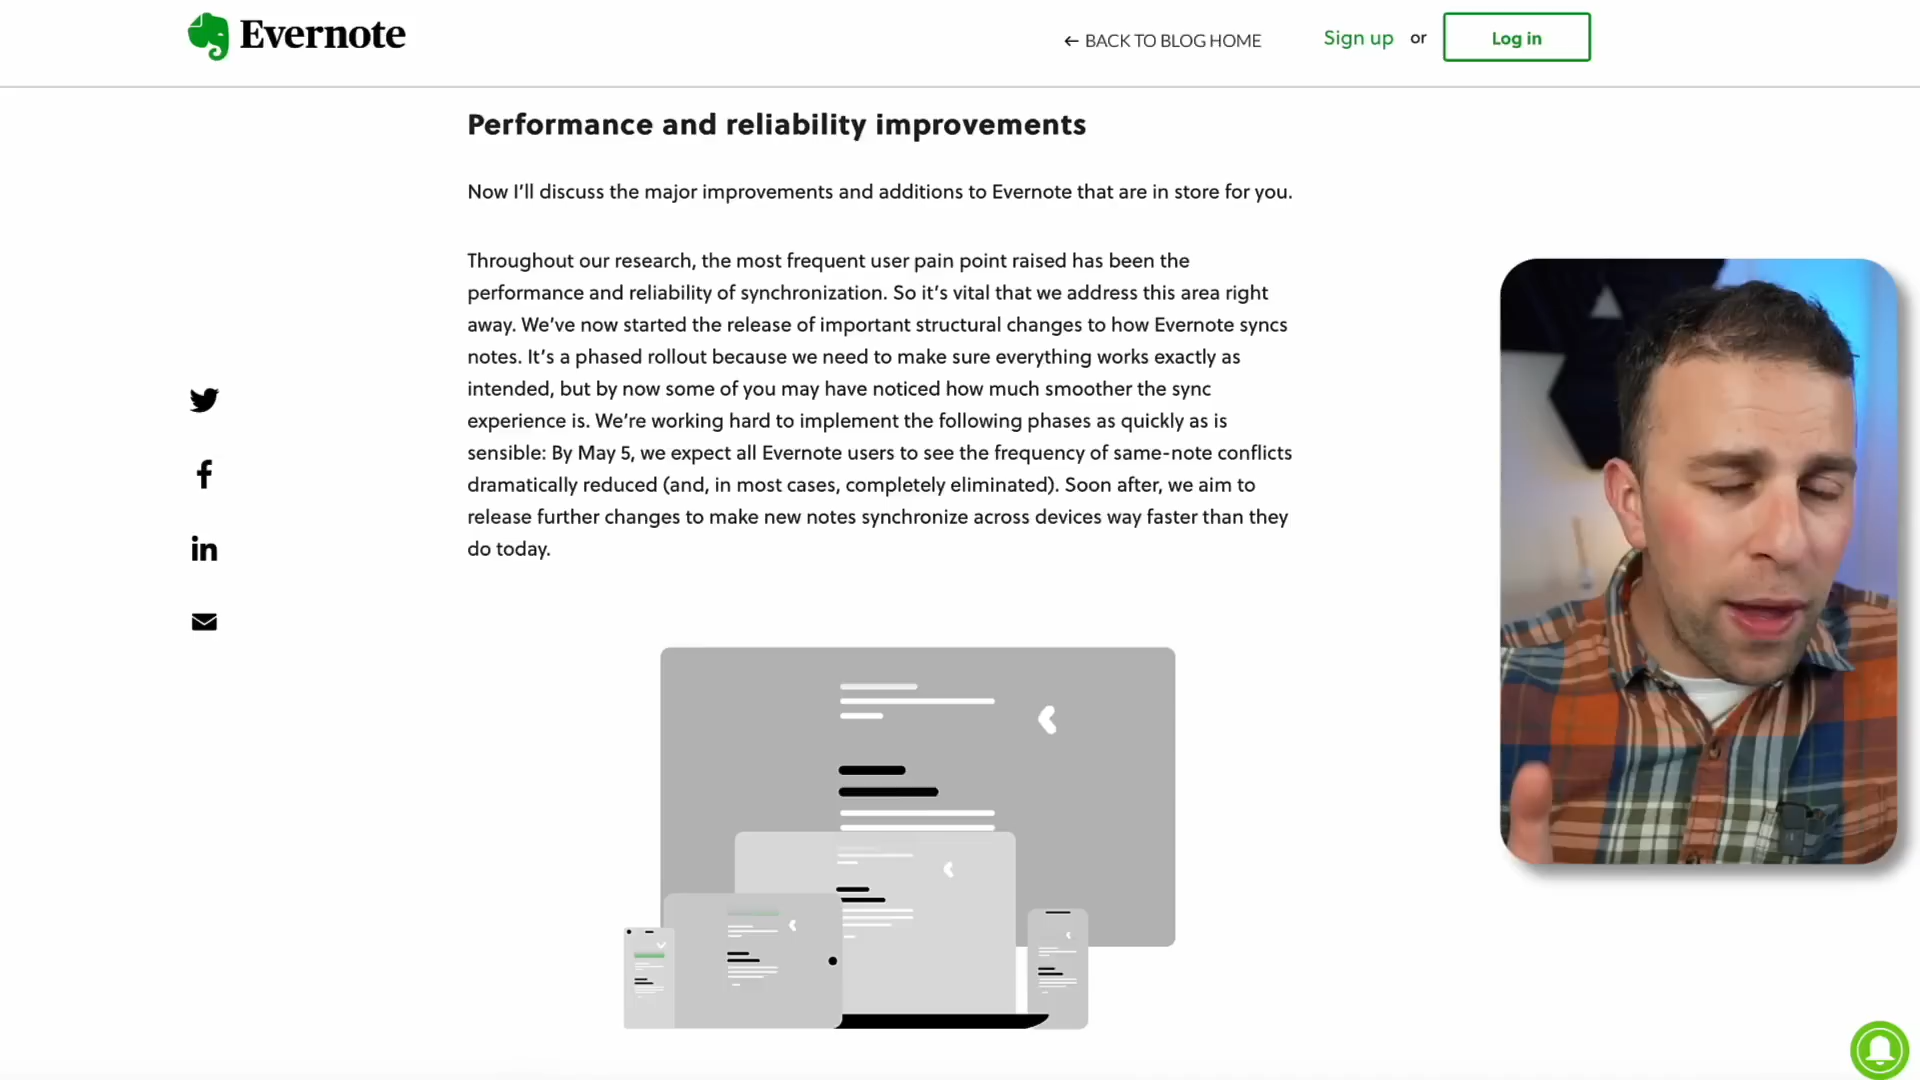 Evernote
← BACK TO BLOG HOME
Sign up or
Log in
Performance and reliability improvements
Now I’ll discuss the major improvements and additions to Evernote that are in store for you.
Throughout our research, the most frequent user pain point raised has been the
performance and reliability of synchronization. So it’s vital that we address this area right
away. We’ve now started the release of important structural changes to how Evernote syncs
notes. It’s a phased rollout because we need to make sure everything works exactly as
intended, but by now some of you may have noticed how much smoother the sync
experience is. We’re working hard to implement the following phases as quickly as is
sensible: By May 5, we expect all Evernote users to see the frequency of same-note conflicts
dramatically reduced (and, in most cases, completely eliminated). Soon after, we aim to
release further changes to make new notes synchronize across devices way faster than they
do today.